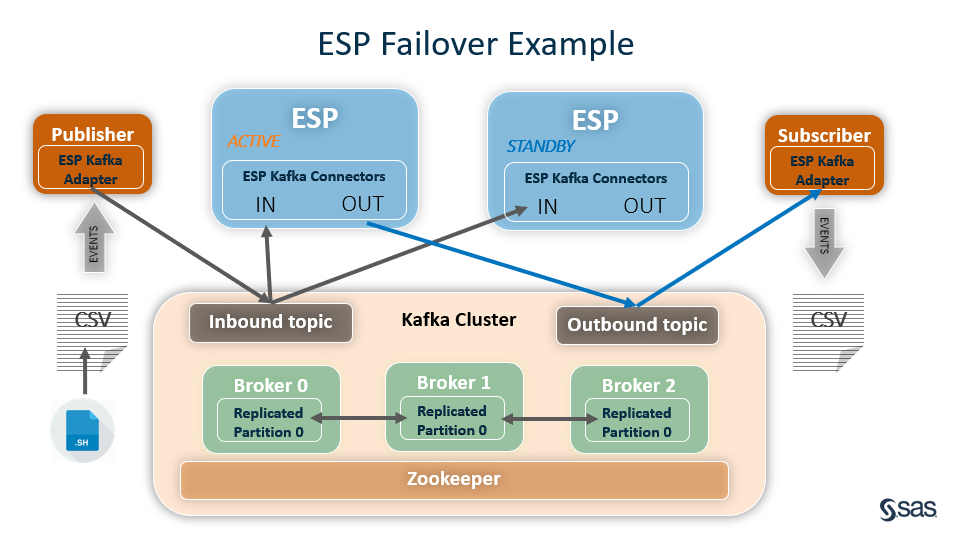 ESP Failover Example
Publisher
ESP Kafka
Adapter
EVENTS
CSV
.SH
ESP
ACTIVE
ESP Kafka Connectors
IN OUT
ESP
STANDBY
ESP Kafka Connectors
IN OUT
Subscriber
ESP Kafka
Adapter
EVENTS
CSV
Inbound topic
Kafka Cluster
Outbound topic
Broker 0
Replicated
Partition 0
Broker 1
Replicated
Partition 0
Broker 2
Replicated
Partition 0
Zookeeper
sas